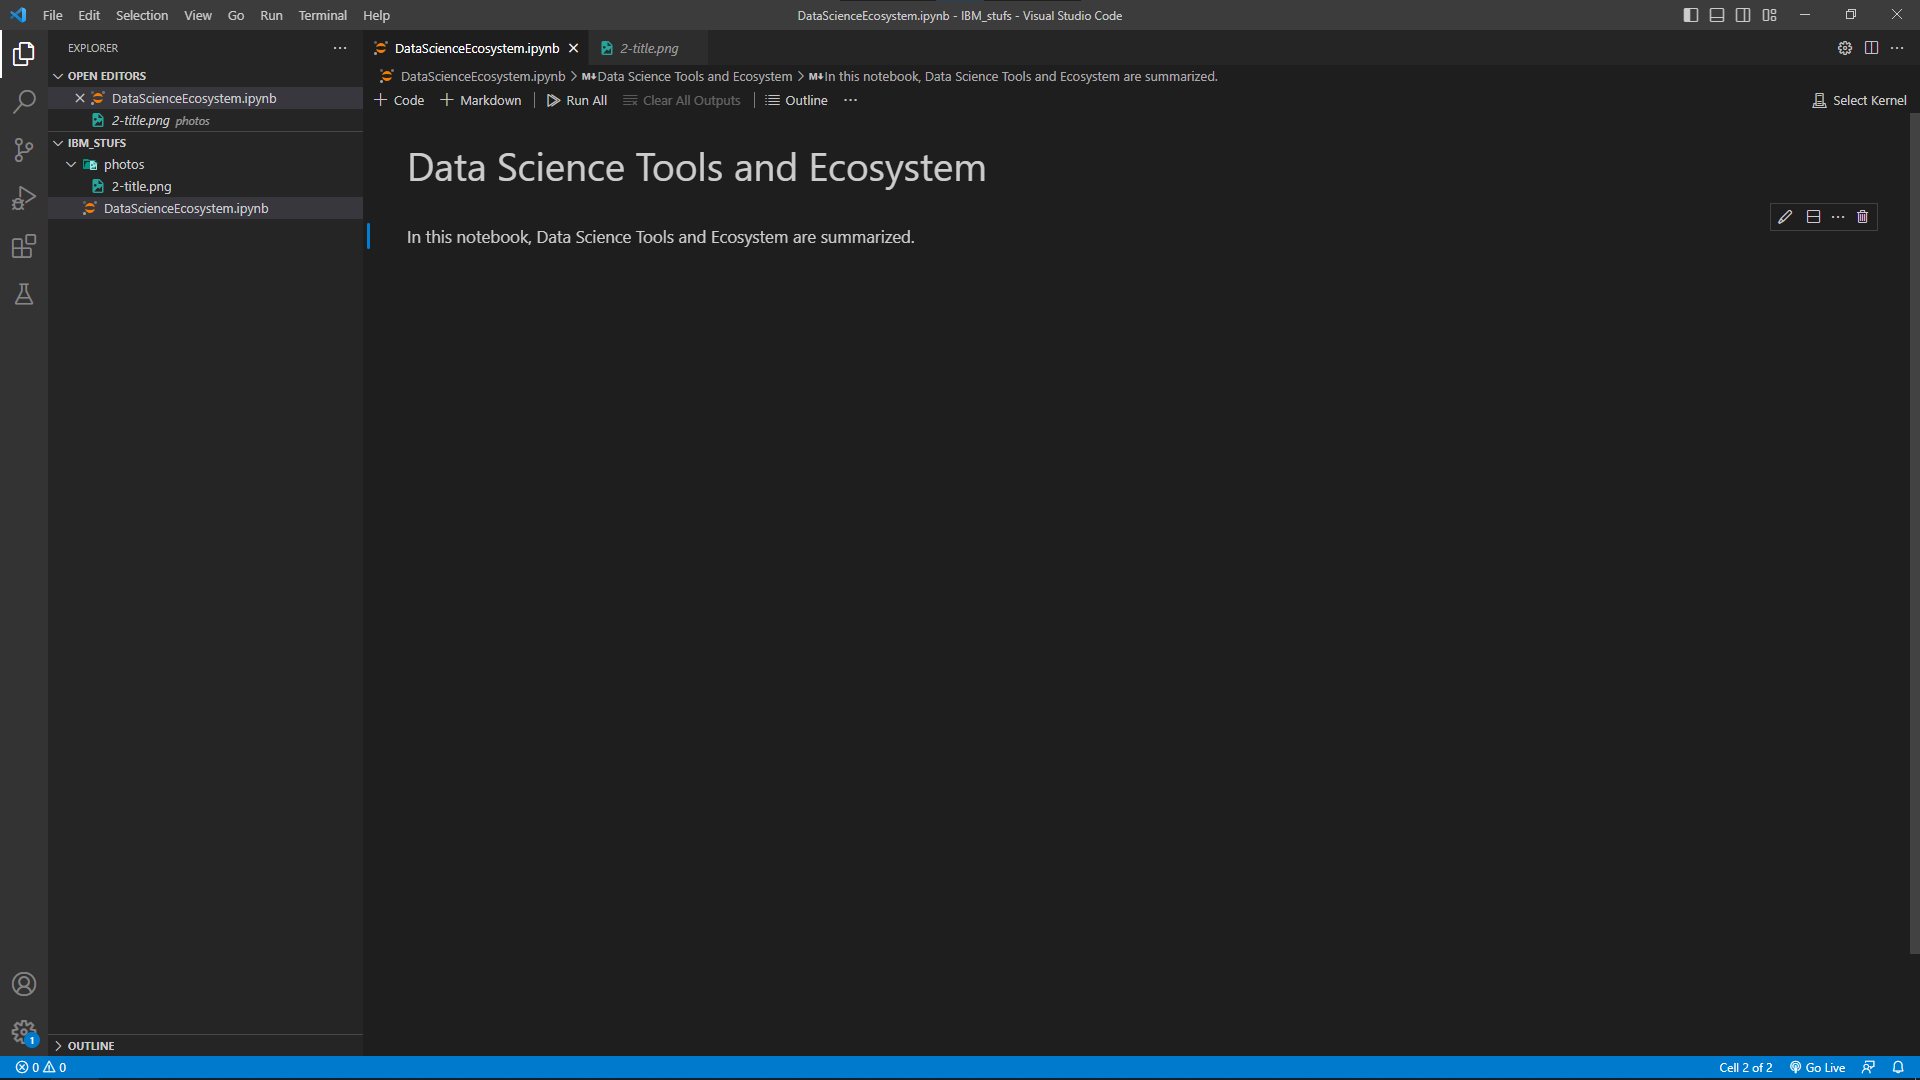 File Edit Selection View Go Run Terminal Help
DataScienceEcosystem.ipynb - IBM_stufs - Visual Studio Code
EXPLORER
OPEN EDITORS
DataScienceEcosystem.ipynb
2-title.png photos
IBM_STUFS
photos
2-title.png
DataScienceEcosystem.ipynb
OUTLINE
DataScienceEcosystem.ipynb 2-title.png
DataScienceEcosystem.ipynb > M↓Data Science Tools and Ecosystem > M↓In this notebook, Data Science Tools and Ecosystem are summarized.
+ Code + Markdown Run All Clear All Outputs Outline ... Select Kernel
Data Science Tools and Ecosystem
In this notebook, Data Science Tools and Ecosystem are summarized.
1
0 0 Cell 2 of 2 Go Live